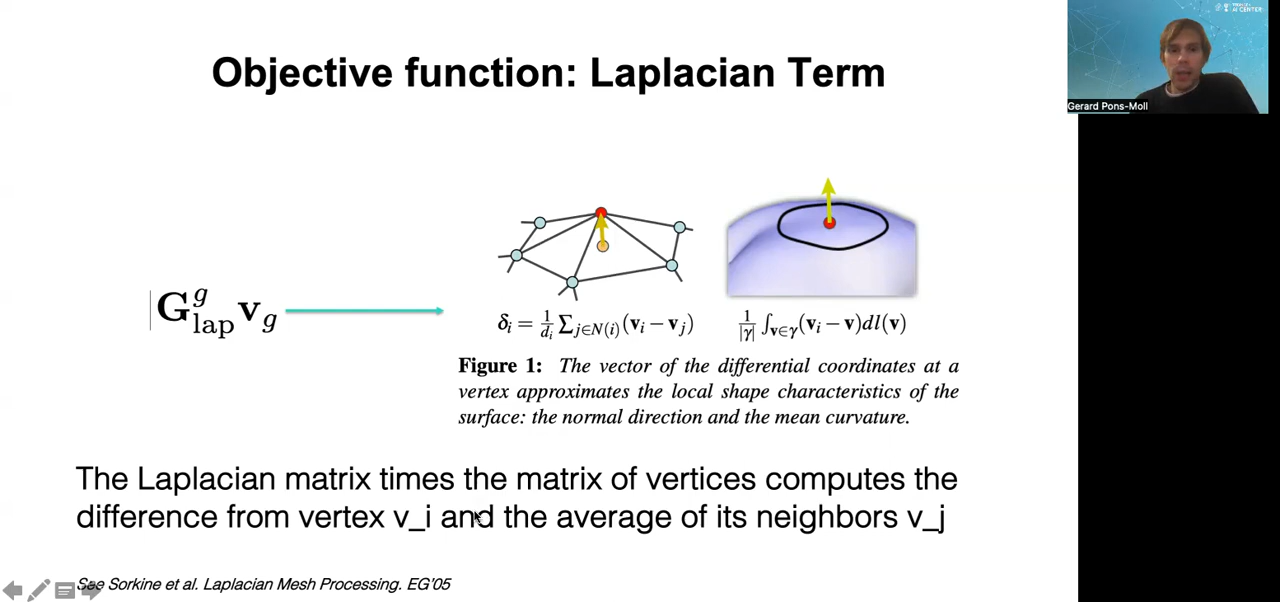 Objective function: Laplacian Term
AI CENTER
Gerard Pons-Moll
|G^g_lap v_g
δ_i = 1/d_i ∑_{j∈N(i)} (v_i − v_j)
1/|γ| ∫_{v∈γ} (v_i − v)dl(v)
Figure 1: The vector of the differential coordinates at a
vertex approximates the local shape characteristics of the
surface: the normal direction and the mean curvature.
The Laplacian matrix times the matrix of vertices computes the
difference from vertex v_i and the average of its neighbors v_j
See Sorkine et al. Laplacian Mesh Processing. EG'05